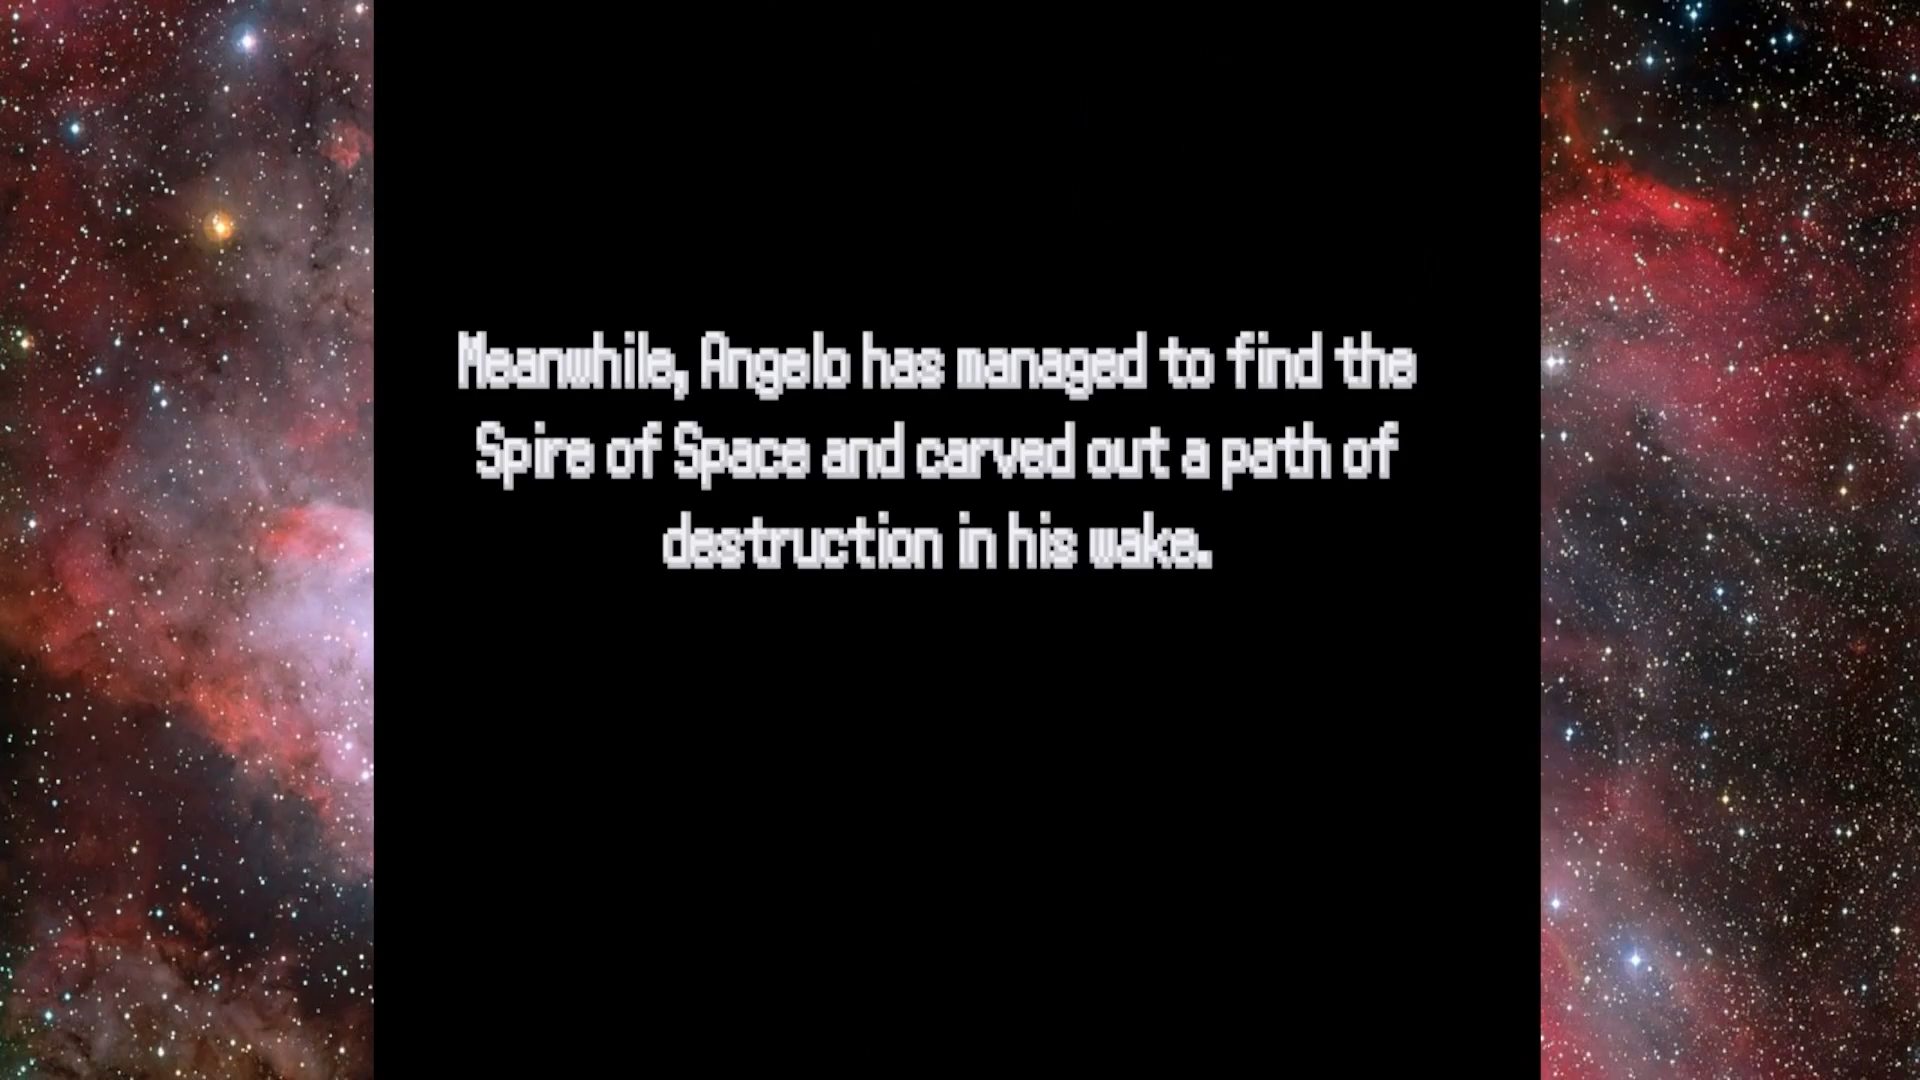 Meanwhile, Angelo has managed to find the
Spire of Space and carved out a path of
destruction in his wake.